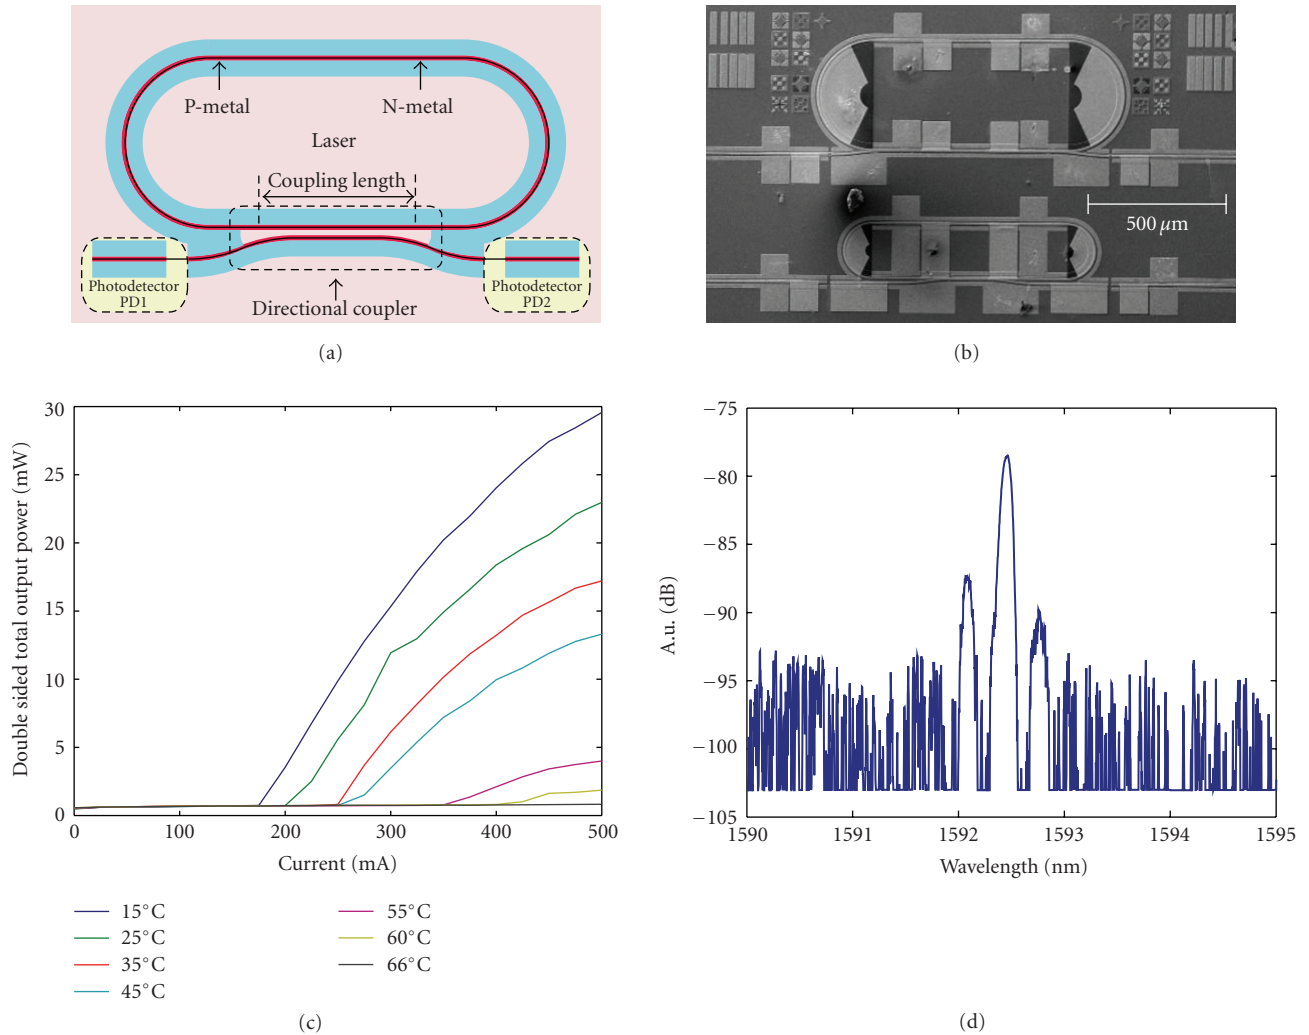 P-metal
N-metal
Laser
Coupling length
Photodetector
PD1
Photodetector
PD2
Directional coupler
(a)
500 μm
(b)
Double sided total output power (mW)
30
25
20
15
10
5
0
0
100
200
300
400
500
Current (mA)
15°C
25°C
35°C
45°C
55°C
60°C
66°C
(c)
A.u. (dB)
−75
−80
−85
−90
−95
−100
−105
1590
1591
1592
1593
1594
1595
Wavelength (nm)
(d)